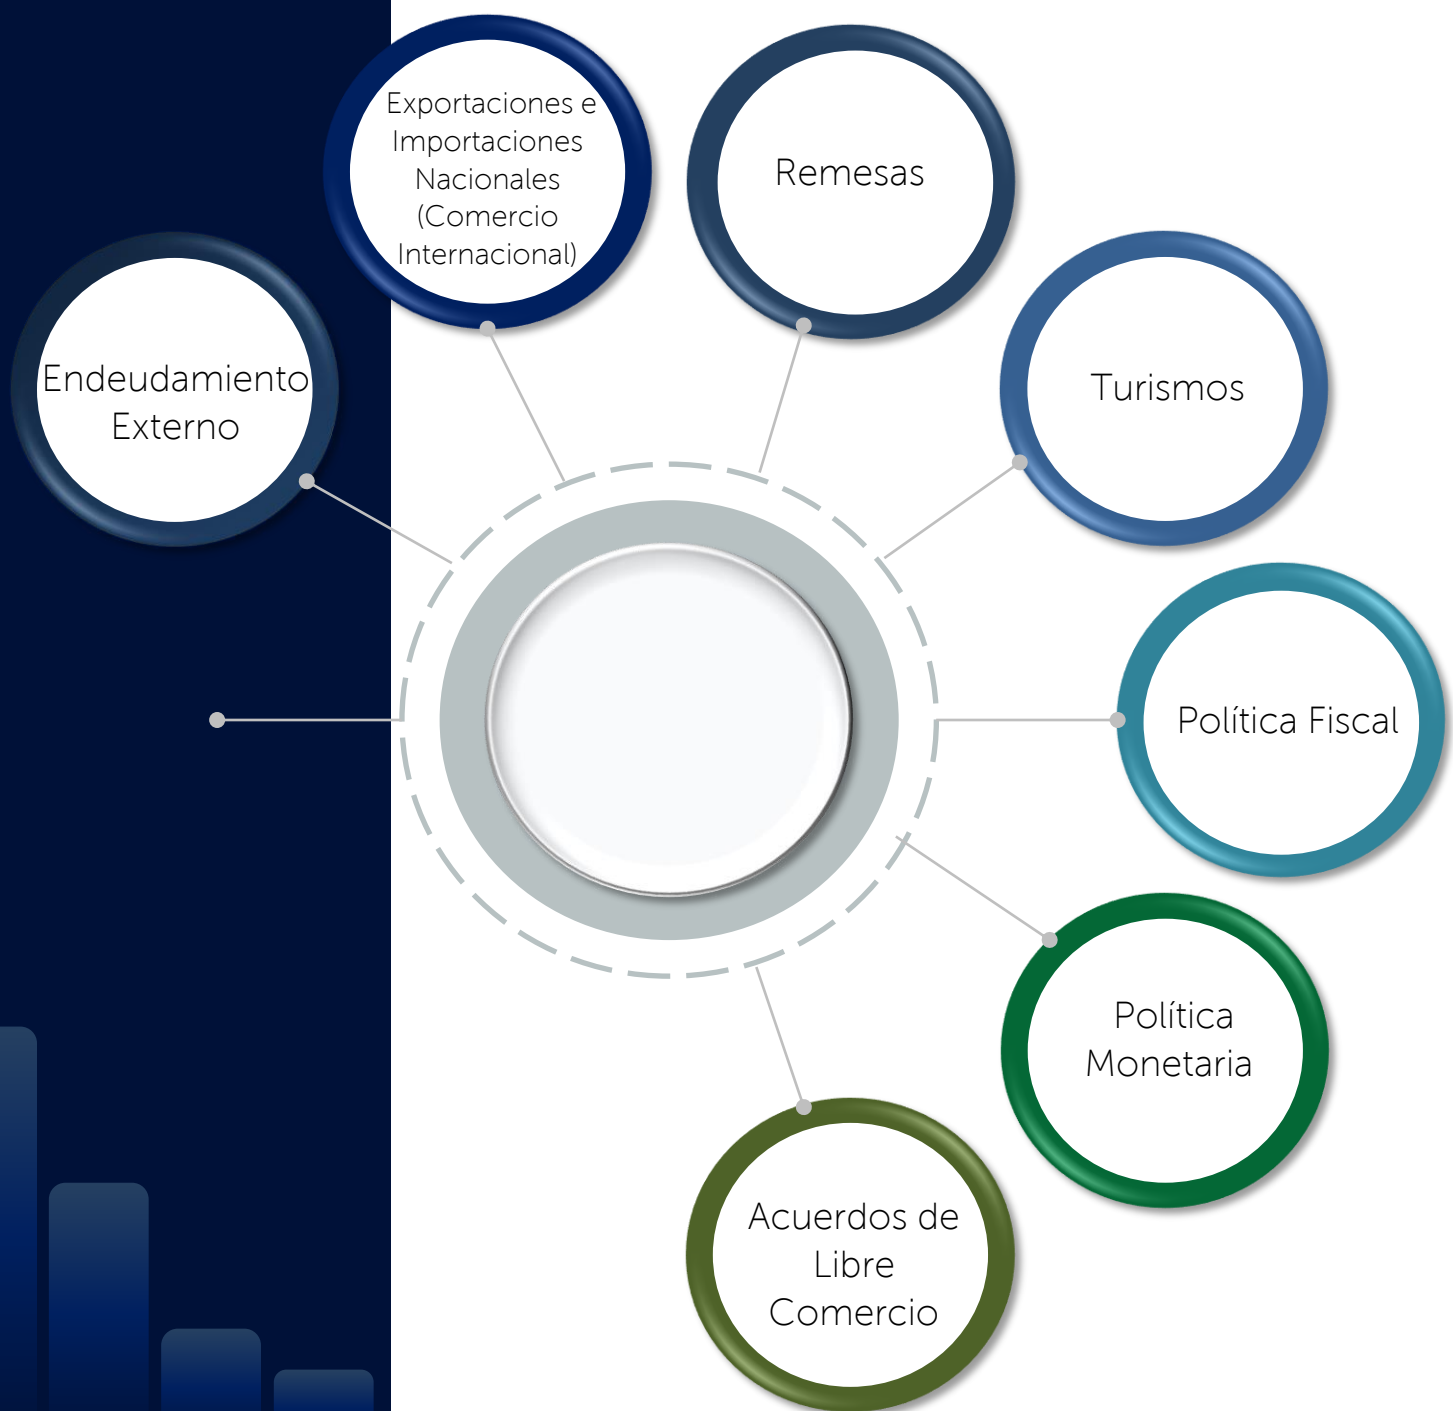 Exportaciones e
Importaciones
Nacionales
(Comercio
Internacional)
Remesas
Endeudamiento
Externo
Turismos
Política Fiscal
Política
Monetaria
Acuerdos de
Libre
Comercio